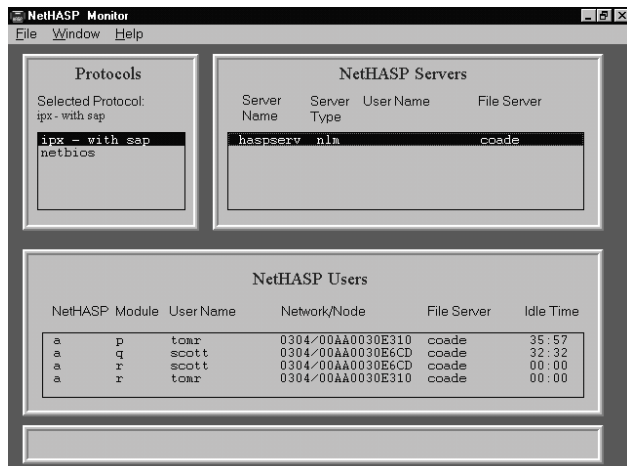 NetHASP Monitor
File Window Help
Protocols
Selected Protocol:
ipx - with sap
ipx - with sap
netbios
NetHASP Servers
Server Name Server Type User Name File Server
haspserv nlm coade
NetHASP Users
NetHASP Module User Name Network/Node File Server Idle Time
a p tomr 0304/00AA0030E310 coade 35:57
a q scott 0304/00AA0030E6CD coade 32:32
a r scott 0304/00AA0030E6CD coade 00:00
a r tomr 0304/00AA0030E310 coade 00:00